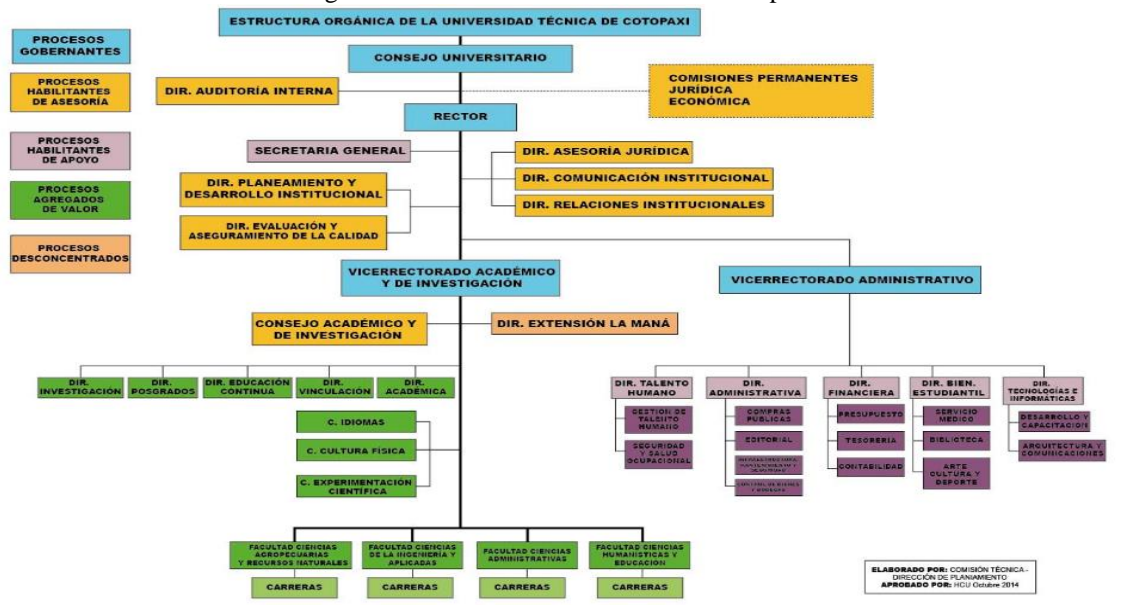 ESTRUCTURA ORGÁNICA DE LA UNIVERSIDAD TÉCNICA DE COTOPAXI
PROCESOS
GOBERNANTES
PROCESOS
HABILITANTES
DE ASESORÍA
PROCESOS
HABILITANTES
DE APOYO
PROCESOS
AGREGADOS
DE VALOR
PROCESOS
DESCONCENTRADOS
CONSEJO UNIVERSITARIO
DIR. AUDITORÍA INTERNA
COMISIONES PERMANENTES
JURÍDICA
ECONÓMICA
RECTOR
SECRETARIA GENERAL
DIR. ASESORÍA JURÍDICA
DIR. COMUNICACIÓN INSTITUCIONAL
DIR. RELACIONES INSTITUCIONALES
DIR. PLANEAMIENTO Y
DESARROLLO INSTITUCIONAL
DIR. EVALUACIÓN Y
ASEGURAMIENTO DE LA CALIDAD
VICERRECTORADO ACADÉMICO
Y DE INVESTIGACIÓN
VICERRECTORADO ADMINISTRATIVO
CONSEJO ACADÉMICO Y
DE INVESTIGACIÓN
DIR. EXTENSIÓN LA MANÁ
DIR.
INVESTIGACIÓN
DIR.
POSGRADOS
DIR. EDUCACIÓN
CONTINUA
DIR.
VINCULACIÓN
DIR.
ACADÉMICA
C. IDIOMAS
C. CULTURA FÍSICA
C. EXPERIMENTACIÓN
CIENTÍFICA
DIR. TALENTO
HUMANO
GESTIÓN DE
TALENTO
HUMANO
SEGURIDAD
Y SALUD
OCUPACIONAL
DIR.
ADMINISTRATIVA
COMPRAS
PÚBLICAS
EDITORIAL
DIR.
FINANCIERA
PRESUPUESTO
TESORERÍA
CONTABILIDAD
DIR. BIEN.
ESTUDIANTIL
SERVICIO
MÉDICO
BIBLIOTECA
ARTE
CULTURA Y
DEPORTE
DIR.
TECNOLOGÍAS E
INFORMÁTICAS
DESARROLLO Y
CAPACITACIÓN
ARQUITECTURA Y
COMUNICACIONES
FACULTAD CIENCIAS
AGROPECUARIAS
Y RECURSOS NATURALES
CARRERAS
FACULTAD CIENCIAS
DE LA INGENIERÍA Y
APLICADAS
CARRERAS
FACULTAD CIENCIAS
ADMINISTRATIVAS
CARRERAS
FACULTAD CIENCIAS
HUMANÍSTICAS Y
EDUCACIÓN
CARRERAS
ELABORADO POR: COMISIÓN TÉCNICA -
DIRECCIÓN DE PLANIAMIENTO
APROBADO POR: HCU Octubre 2014